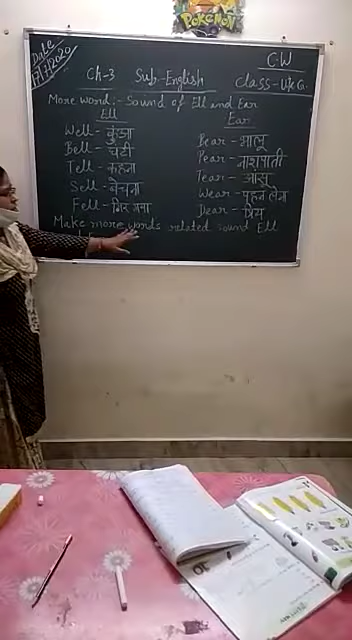 POKéMON
Date
17/7/2020
C.W
Ch-3 Sub-English Class-UKG.
More word:- Sound of Ell and Ear
Ell
Well - कुंआ
Bell - घंटी
Tell - कहना
Sell - बेचना
Fell - गिर गया
Ear
Bear - भालू
Pear - नाशपाती
Tear - आंसू
Wear - पहन लेना
Dear - प्रिय
Make more words related sound Ell